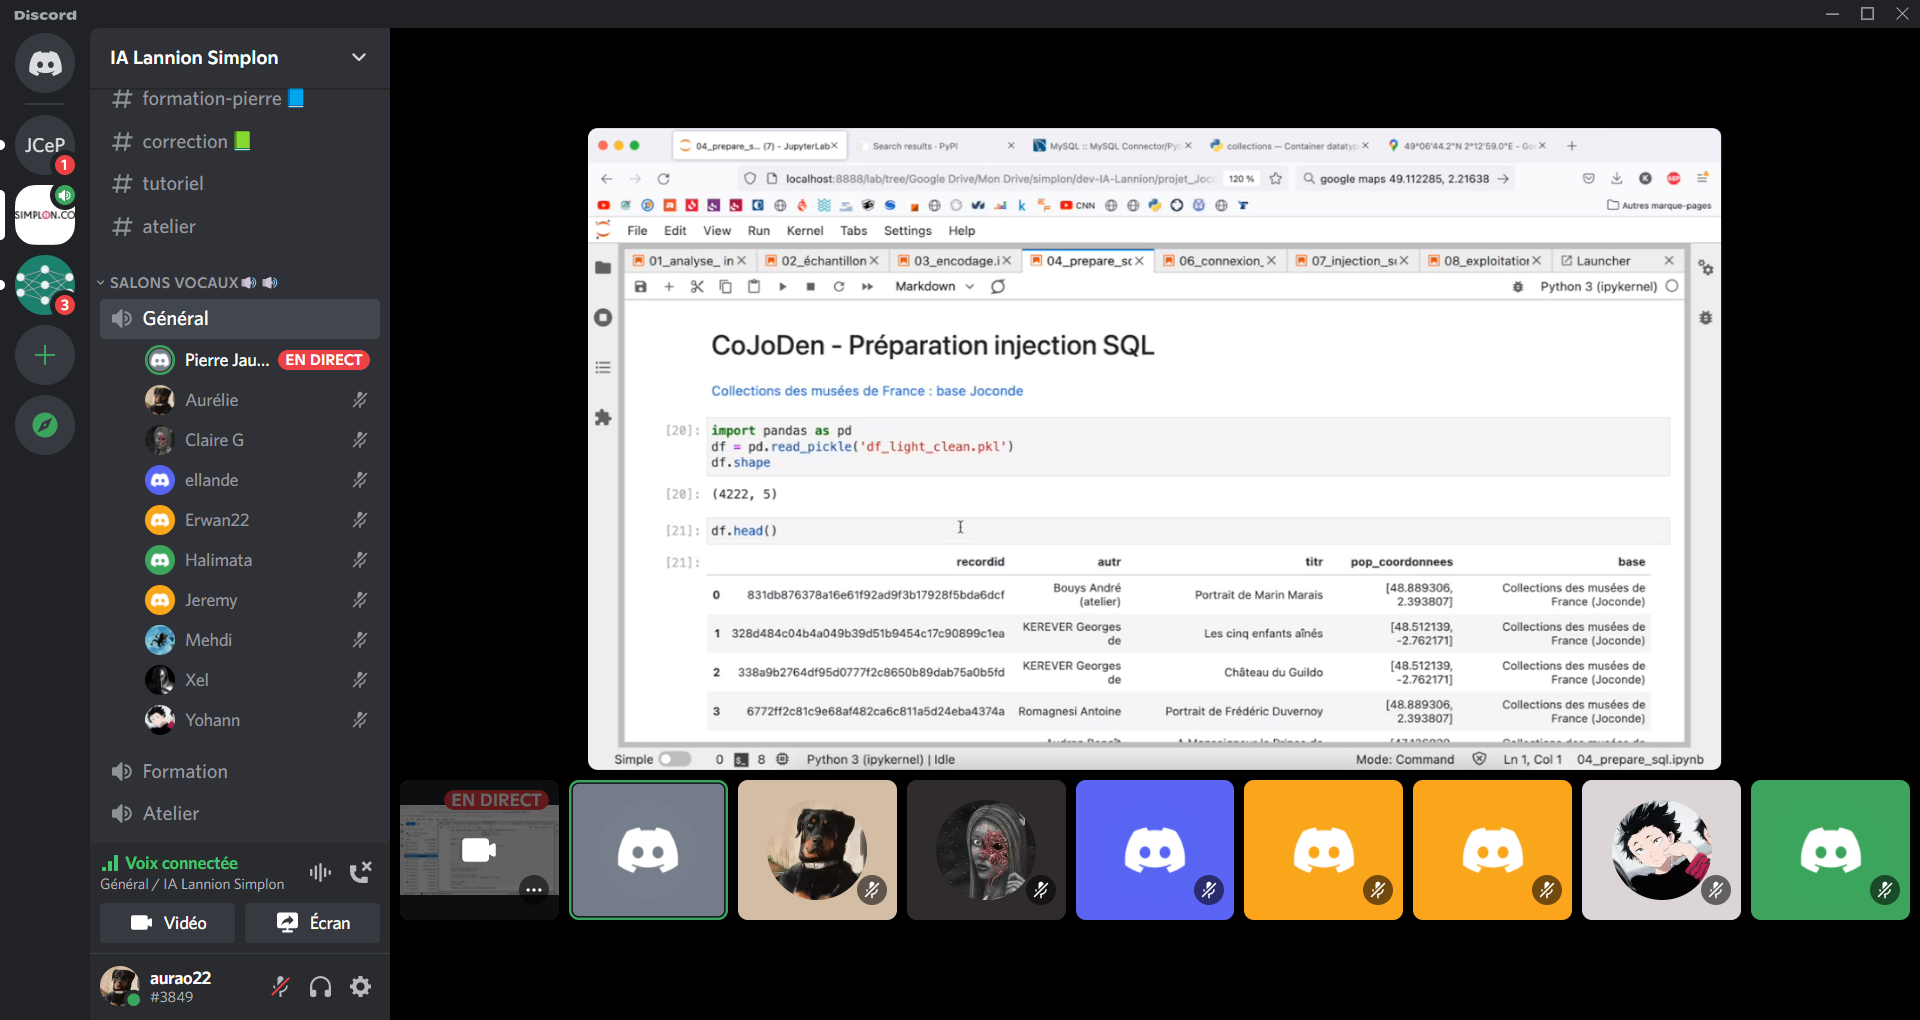 Discord
IA Lannion Simplon
formation-pierre
correction
tutoriel
atelier
JCeP
1
SIMPLON.CO
3
SALONS VOCAUX
Général
Pierre Jau...
EN DIRECT
Aurélie
Claire G
ellande
Erwan22
Halimata
Jeremy
Mehdi
Xel
Yohann
Formation
Atelier
Voix connectée
Général / IA Lannion Simplon
Vidéo
Écran
aurao22
#3849
04_prepare_s... (7) - JupyterLab
Search results · PyPI
MySQL :: MySQL Connector/Py
collections — Container dataty
49°06'44.2"N 2°12'59.0"E - Go
localhost:8888/lab/tree/Google Drive/Mon Drive/simplon/dev-IA-Lannion/projet_Joc
120 %
google maps 49.112285, 2.21638
CNN
Autres marque-pages
File Edit View Run Kernel Tabs Settings Help
01_analyse_ in
02_échantillon
03_encodage.i
04_prepare_sc
06_connexion_
07_injection_s
08_exploitation
Launcher
Markdown
Python 3 (ipykernel)
CoJoDen - Préparation injection SQL
Collections des musées de France : base Joconde
[20]: import pandas as pd
df = pd.read_pickle('df_light_clean.pkl')
df.shape
[20]: (4222, 5)
[21]: df.head()
[21]: recordid autr titr pop_coordonnees base
0 831db876378a16e61f92ad9f3b17928f5bda6dcf Bouys André (atelier) Portrait de Marin Marais [48.889306, 2.393807] Collections des musées de France (Joconde)
1 328d484c04b4a049b39d51b9454c17c90899c1ea KEREVER Georges de Les cinq enfants aînés [48.512139, -2.762171] Collections des musées de France (Joconde)
2 338a9b2764df95d0777f2c8650b89dab75a0b5fd KEREVER Georges de Château du Guildo [48.512139, -2.762171] Collections des musées de France (Joconde)
3 6772ff2c81c9e68af482ca6c811a5d24eba4374a Romagnesi Antoine Portrait de Frédéric Duvernoy [48.889306, 2.393807] Collections des musées de France (Joconde)
Simple
0
8
Python 3 (ipykernel) | Idle
Mode: Command
Ln 1, Col 1
04_prepare_sql.ipynb
EN DIRECT